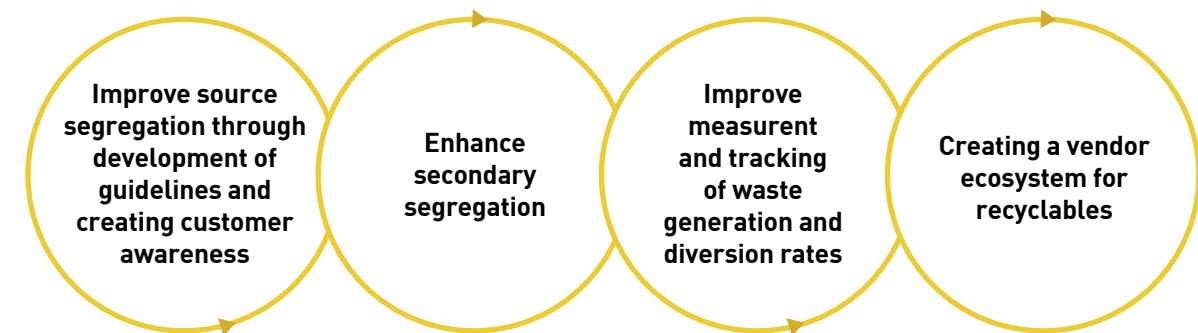 Improve source
segregation through
development of
guidelines and
creating customer
awareness
Enhance
secondary
segregation
Improve
measurent
and tracking
of waste
generation and
diversion rates
Creating a vendor
ecosystem for
recyclables